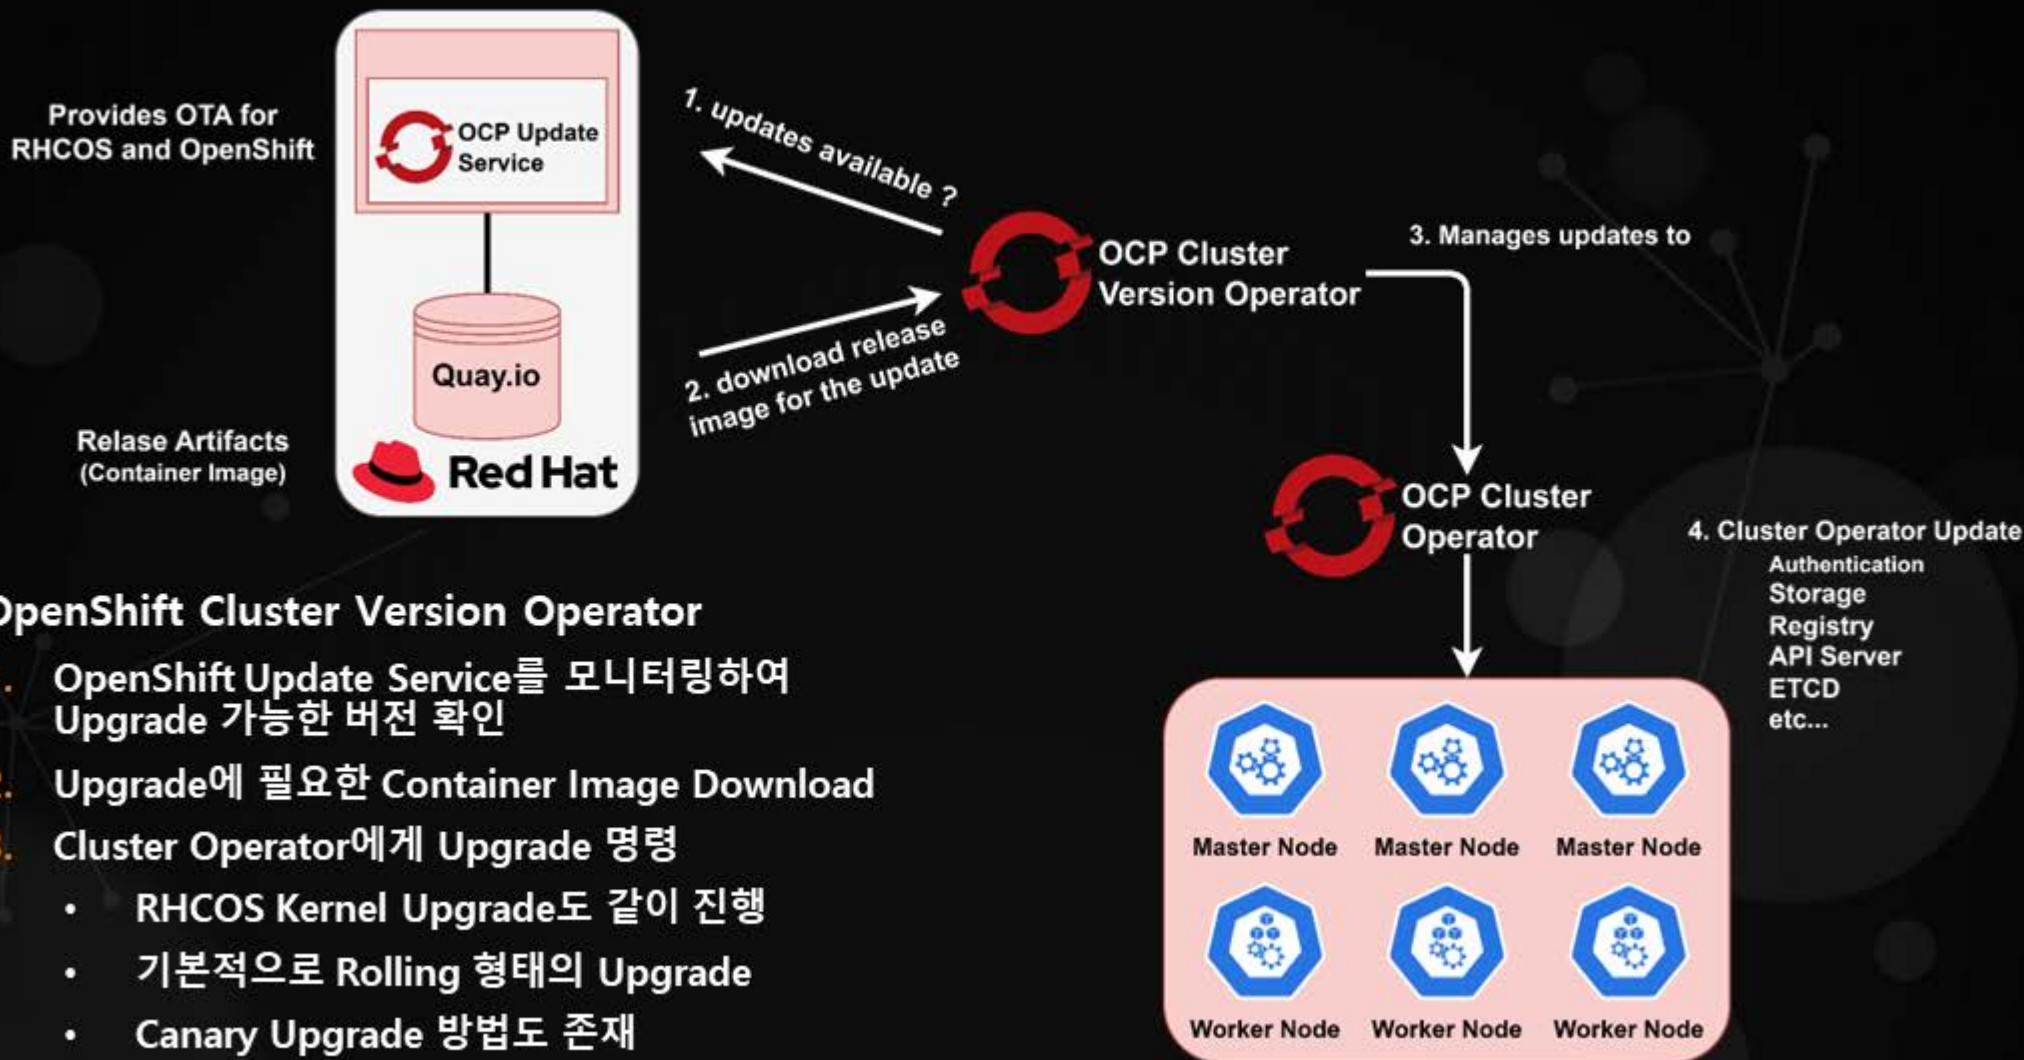 Provides OTA for
RHCOS and OpenShift
OCP Update
Service
Quay.io
Relase Artifacts
(Container Image)
Red Hat
1. updates available ?
2. download release
image for the update
OCP Cluster
Version Operator
3. Manages updates to
OCP Cluster
Operator
4. Cluster Operator Update
Authentication
Storage
Registry
API Server
ETCD
etc...
OpenShift Cluster Version Operator
. OpenShift Update Service를 모니터링하여
Upgrade 가능한 버전 확인
2. Upgrade에 필요한 Container Image Download
3. Cluster Operator에게 Upgrade 명령
• RHCOS Kernel Upgrade도 같이 진행
• 기본적으로 Rolling 형태의 Upgrade
• Canary Upgrade 방법도 존재
Master Node Master Node Master Node
Worker Node Worker Node Worker Node